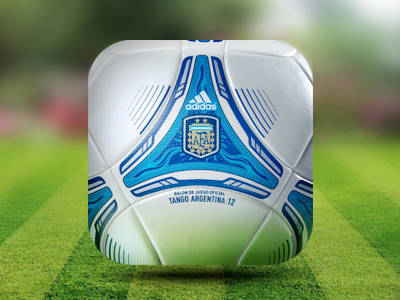 adidas
AFA
BALON DE JUEGO OFICIAL
TANGO ARGENTINA 12